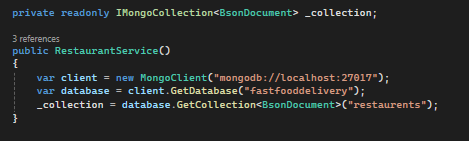 private readonly IMongoCollection<BsonDocument> _collection;
3 references
public RestaurantService()
{
var client = new MongoClient("mongodb://localhost:27017");
var database = client.GetDatabase("fastfooddelivery");
_collection = database.GetCollection<BsonDocument>("restaurents");
}